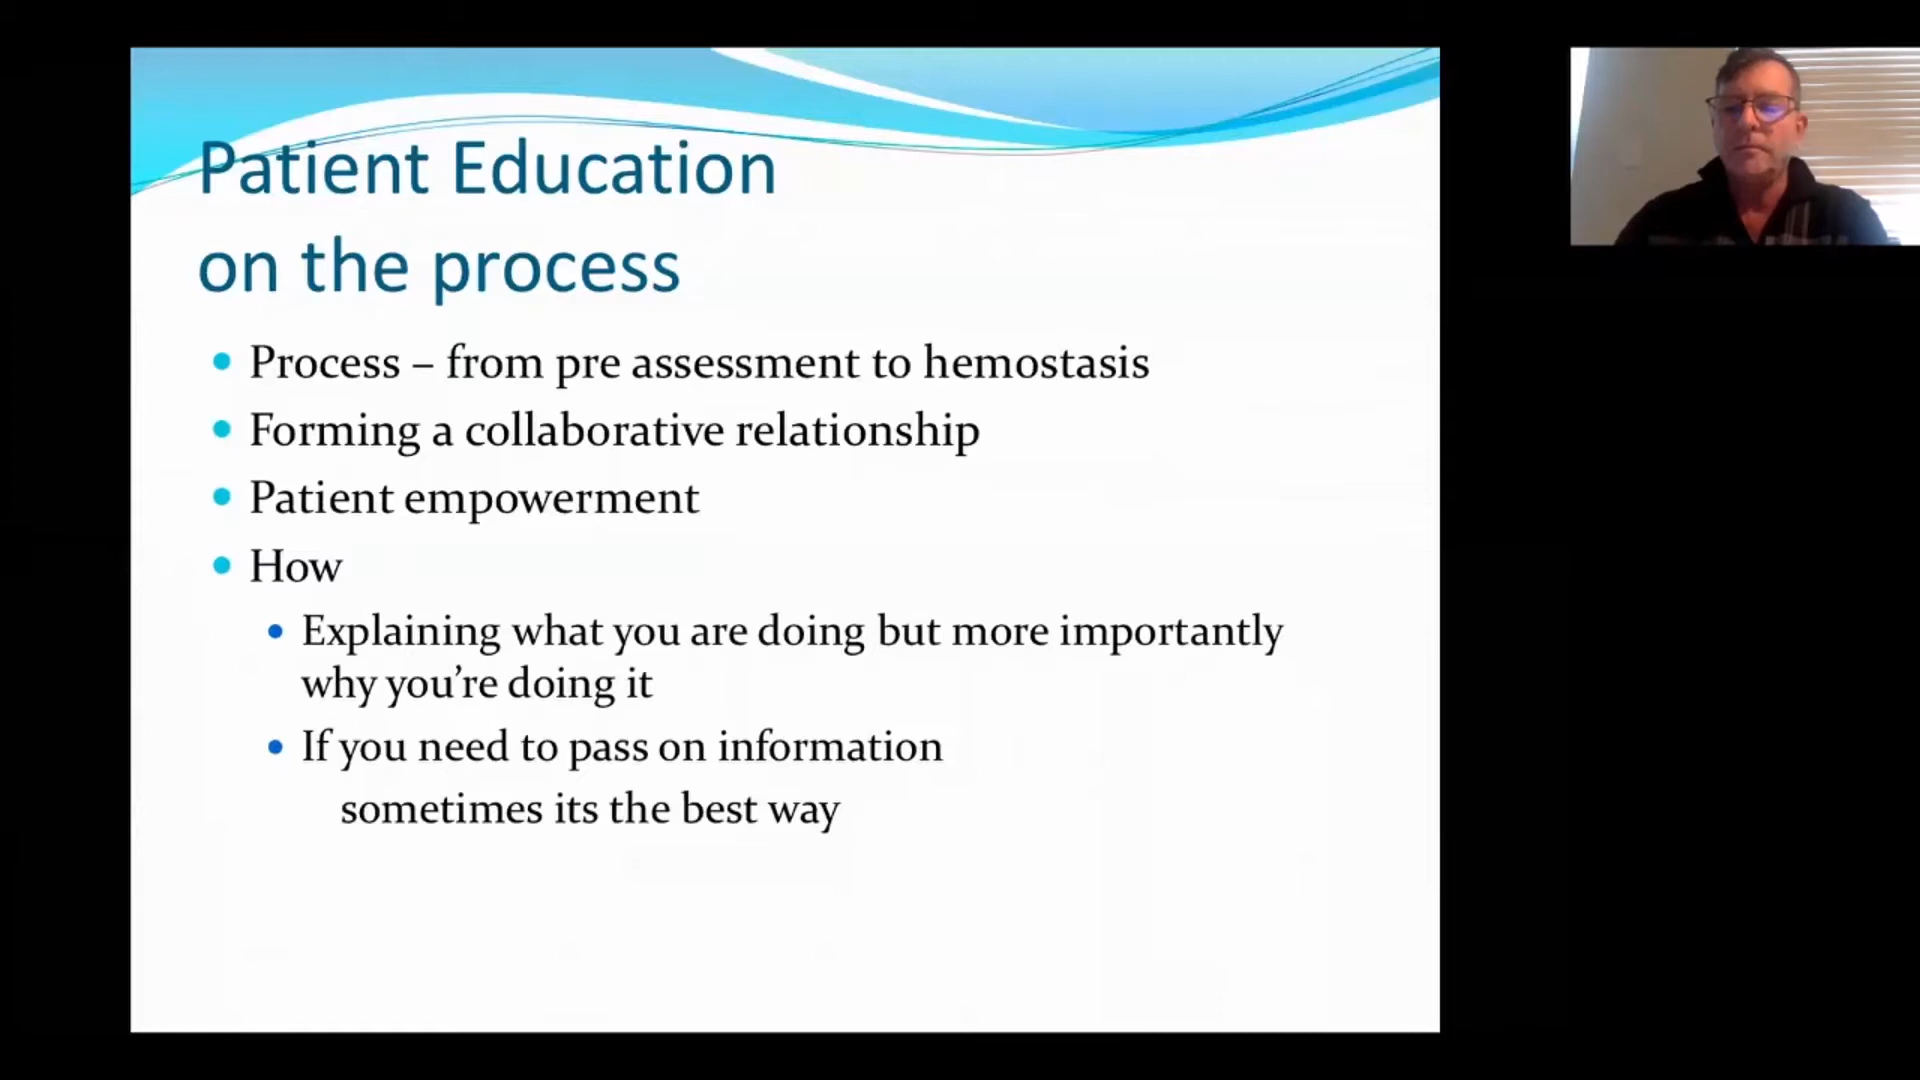 Patient Education
on the process
• Process – from pre assessment to hemostasis
• Forming a collaborative relationship
• Patient empowerment
• How
• Explaining what you are doing but more importantly
why you’re doing it
• If you need to pass on information
sometimes its the best way